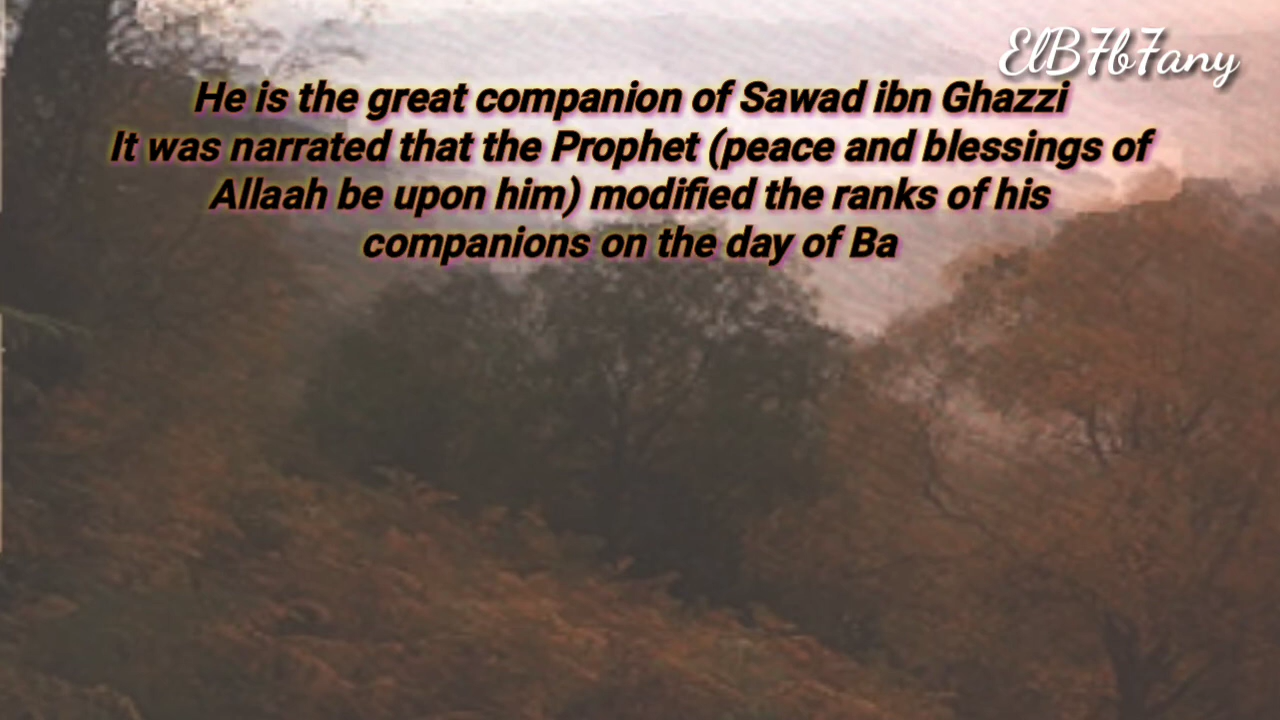 ElB7b7any
He is the great companion of Sawad ibn Ghazzi
It was narrated that the Prophet (peace and blessings of
Allaah be upon him) modified the ranks of his
companions on the day of Ba